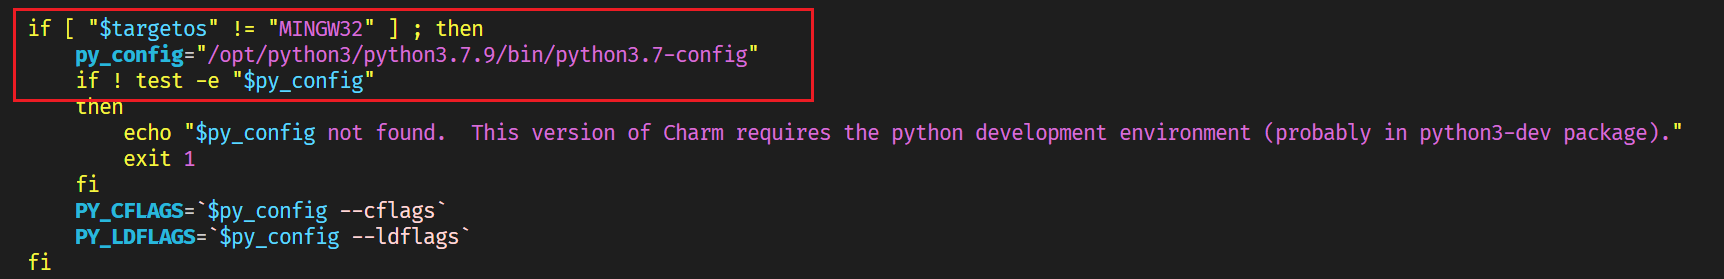 if [ "$targetos" != "MINGW32" ] ; then
    py_config="/opt/python3/python3.7.9/bin/python3.7-config"
    if ! test -e "$py_config"
    then
        echo "$py_config not found.  This version of Charm requires the python development environment (probably in python3-dev package)."
        exit 1
    fi
    PY_CFLAGS=`$py_config --cflags`
    PY_LDFLAGS=`$py_config --ldflags`
fi